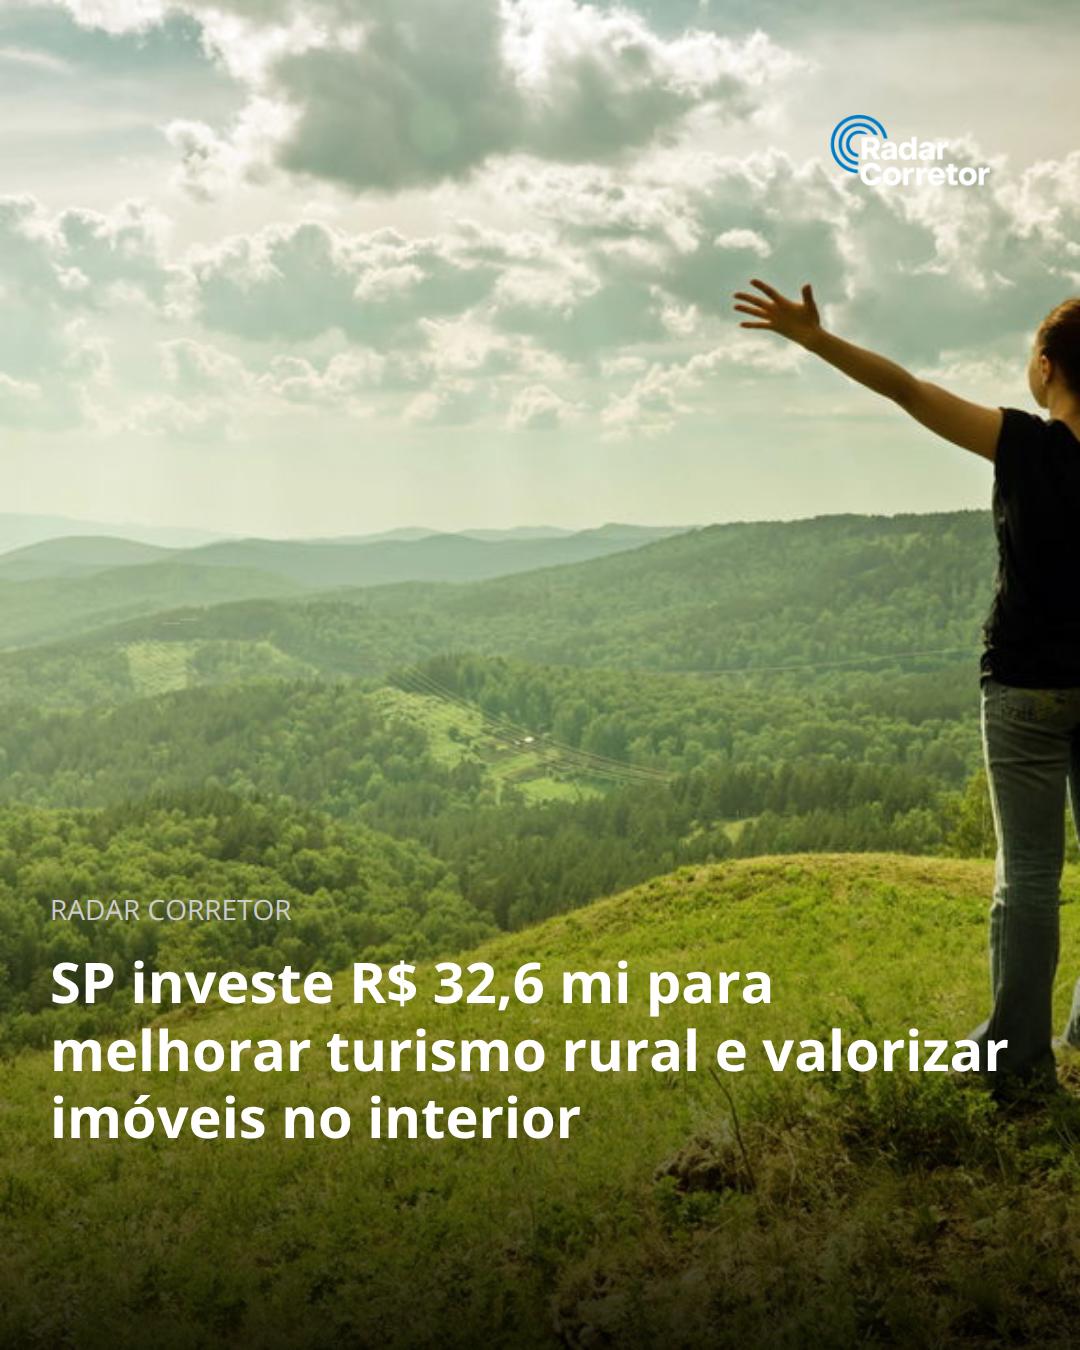 Radar
Corretor
RADAR CORRETOR
SP investe R$ 32,6 mi para
melhorar turismo rural e valorizar
imóveis no interior